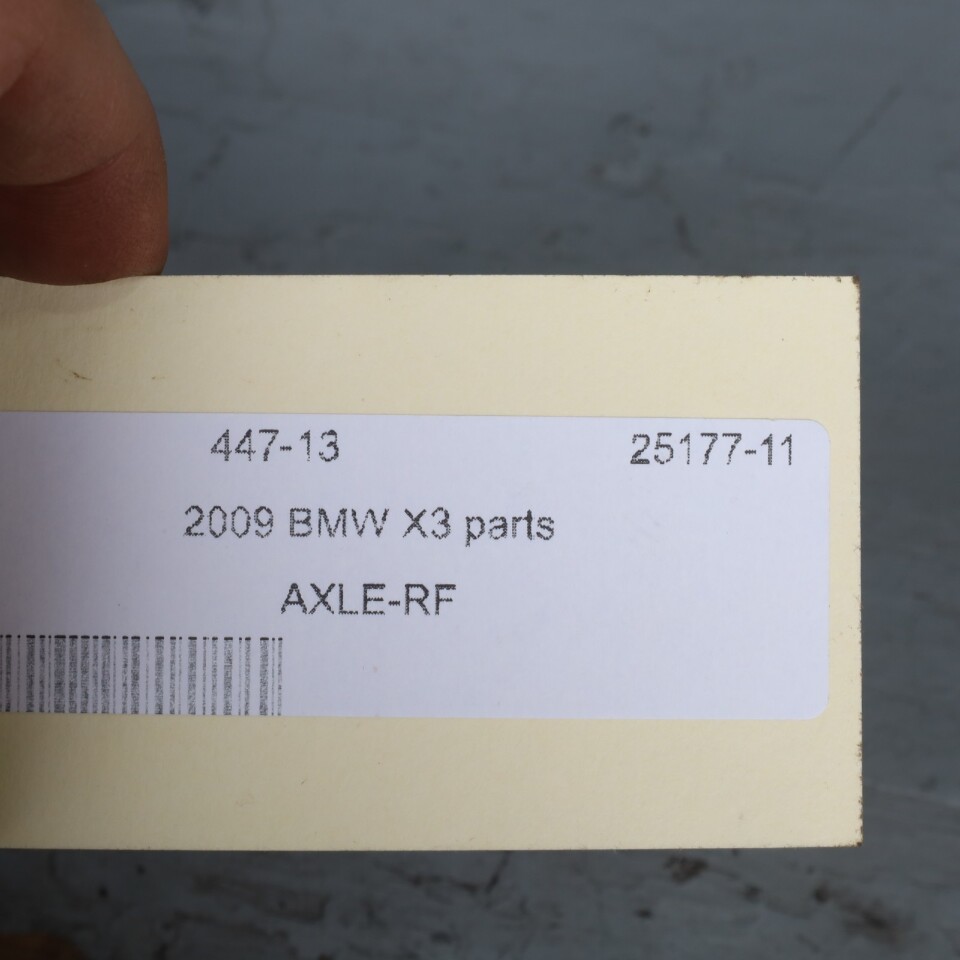 447-13 25177-11
2009 BMW X3 parts
AXLE-RF